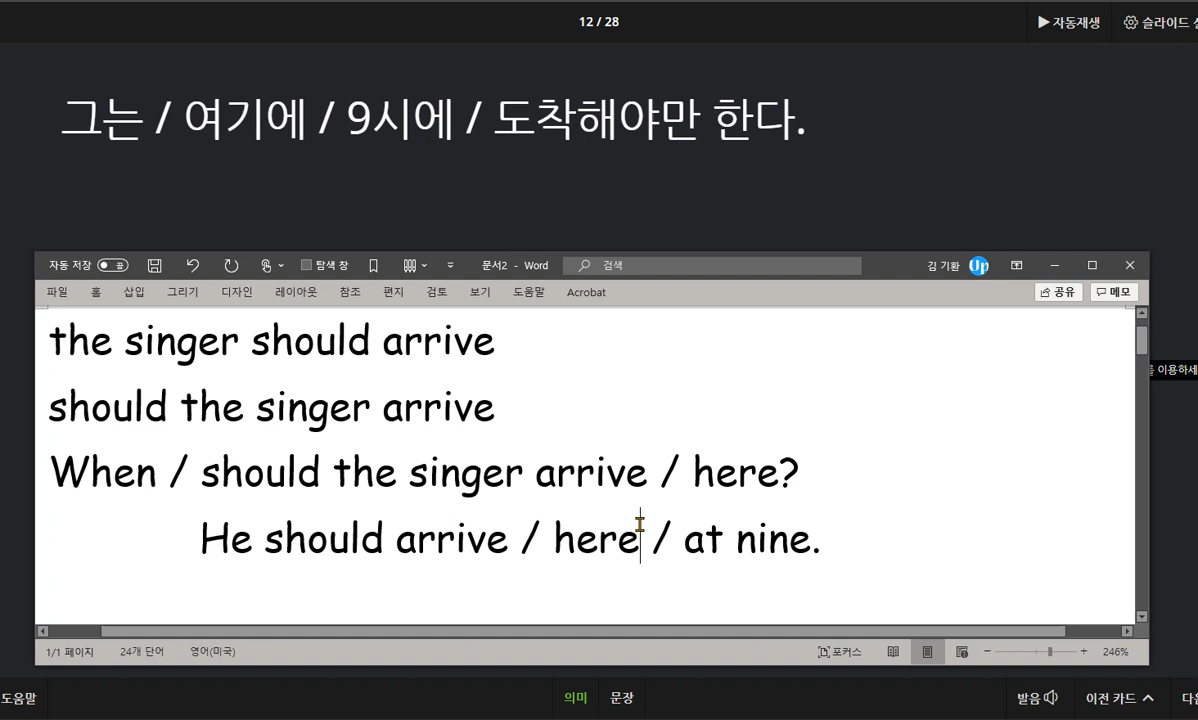 12 / 28
▶ 자동재생
슬라이드
그는 / 여기에 / 9시에 / 도착해야만 한다.
자동 저장 끔 탐색 창 문서2 - Word 검색 김 기환 Up
파일 홈 삽입 그리기 디자인 레이아웃 참조 편지 검토 보기 도움말 Acrobat 공유 메모
the singer should arrive
를 이용하세
should the singer arrive
When / should the singer arrive / here?
He should arrive / here / at nine.
1/1 페이지 24개 단어 영어(미국) 포커스 - + 246%
도움말 의미 문장 발음 이전 카드 다음